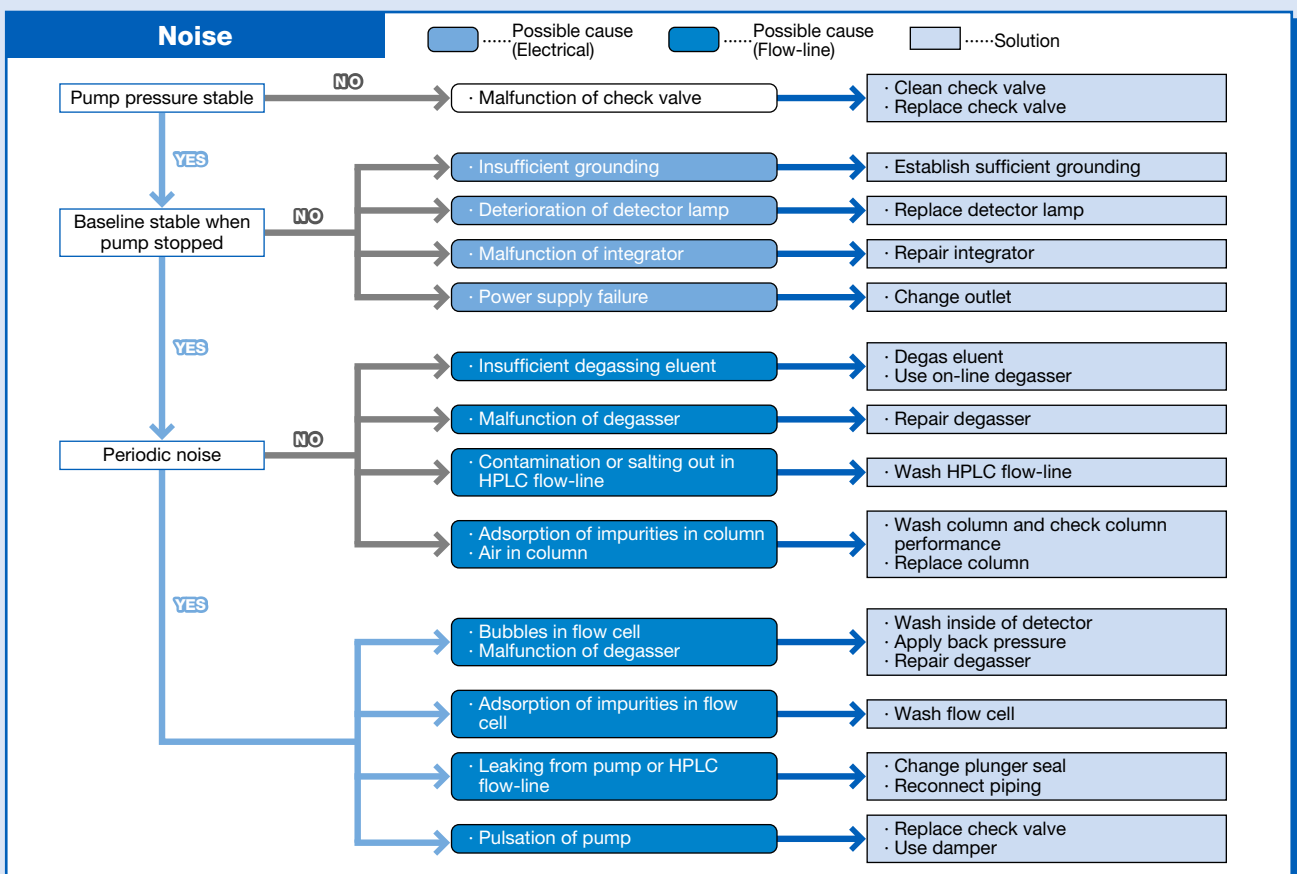 Noise
······Possible cause
(Electrical)
······Possible cause
(Flow-line)
······Solution
Pump pressure stable
NO
· Malfunction of check valve
· Clean check valve
· Replace check valve
YES
Baseline stable when
pump stopped
NO
· Insufficient grounding
· Establish sufficient grounding
· Deterioration of detector lamp
· Replace detector lamp
· Malfunction of integrator
· Repair integrator
· Power supply failure
· Change outlet
YES
Periodic noise
NO
· Insufficient degassing eluent
· Degas eluent
· Use on-line degasser
· Malfunction of degasser
· Repair degasser
· Contamination or salting out in
HPLC flow-line
· Wash HPLC flow-line
· Adsorption of impurities in column
· Air in column
· Wash column and check column
performance
· Replace column
YES
· Bubbles in flow cell
· Malfunction of degasser
· Wash inside of detector
· Apply back pressure
· Repair degasser
· Adsorption of impurities in flow
cell
· Wash flow cell
· Leaking from pump or HPLC
flow-line
· Change plunger seal
· Reconnect piping
· Pulsation of pump
· Replace check valve
· Use damper